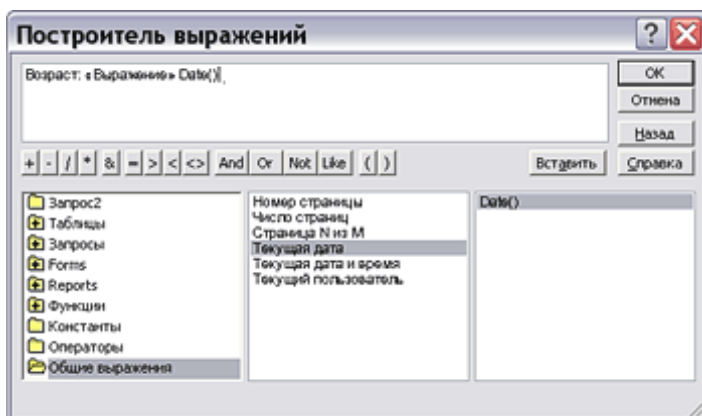 Построитель выражений
Возраст: «Выражение» Date()
ОК
Отмена
Назад
+ - / * & = > < <> And Or Not Like ( ) Вставить Справка
Запрос2
Таблицы
Запросы
Forms
Reports
Функции
Константы
Операторы
Общие выражения
Номер страницы
Число страниц
Страница N из M
Текущая дата
Текущая дата и время
Текущий пользователь
Date()